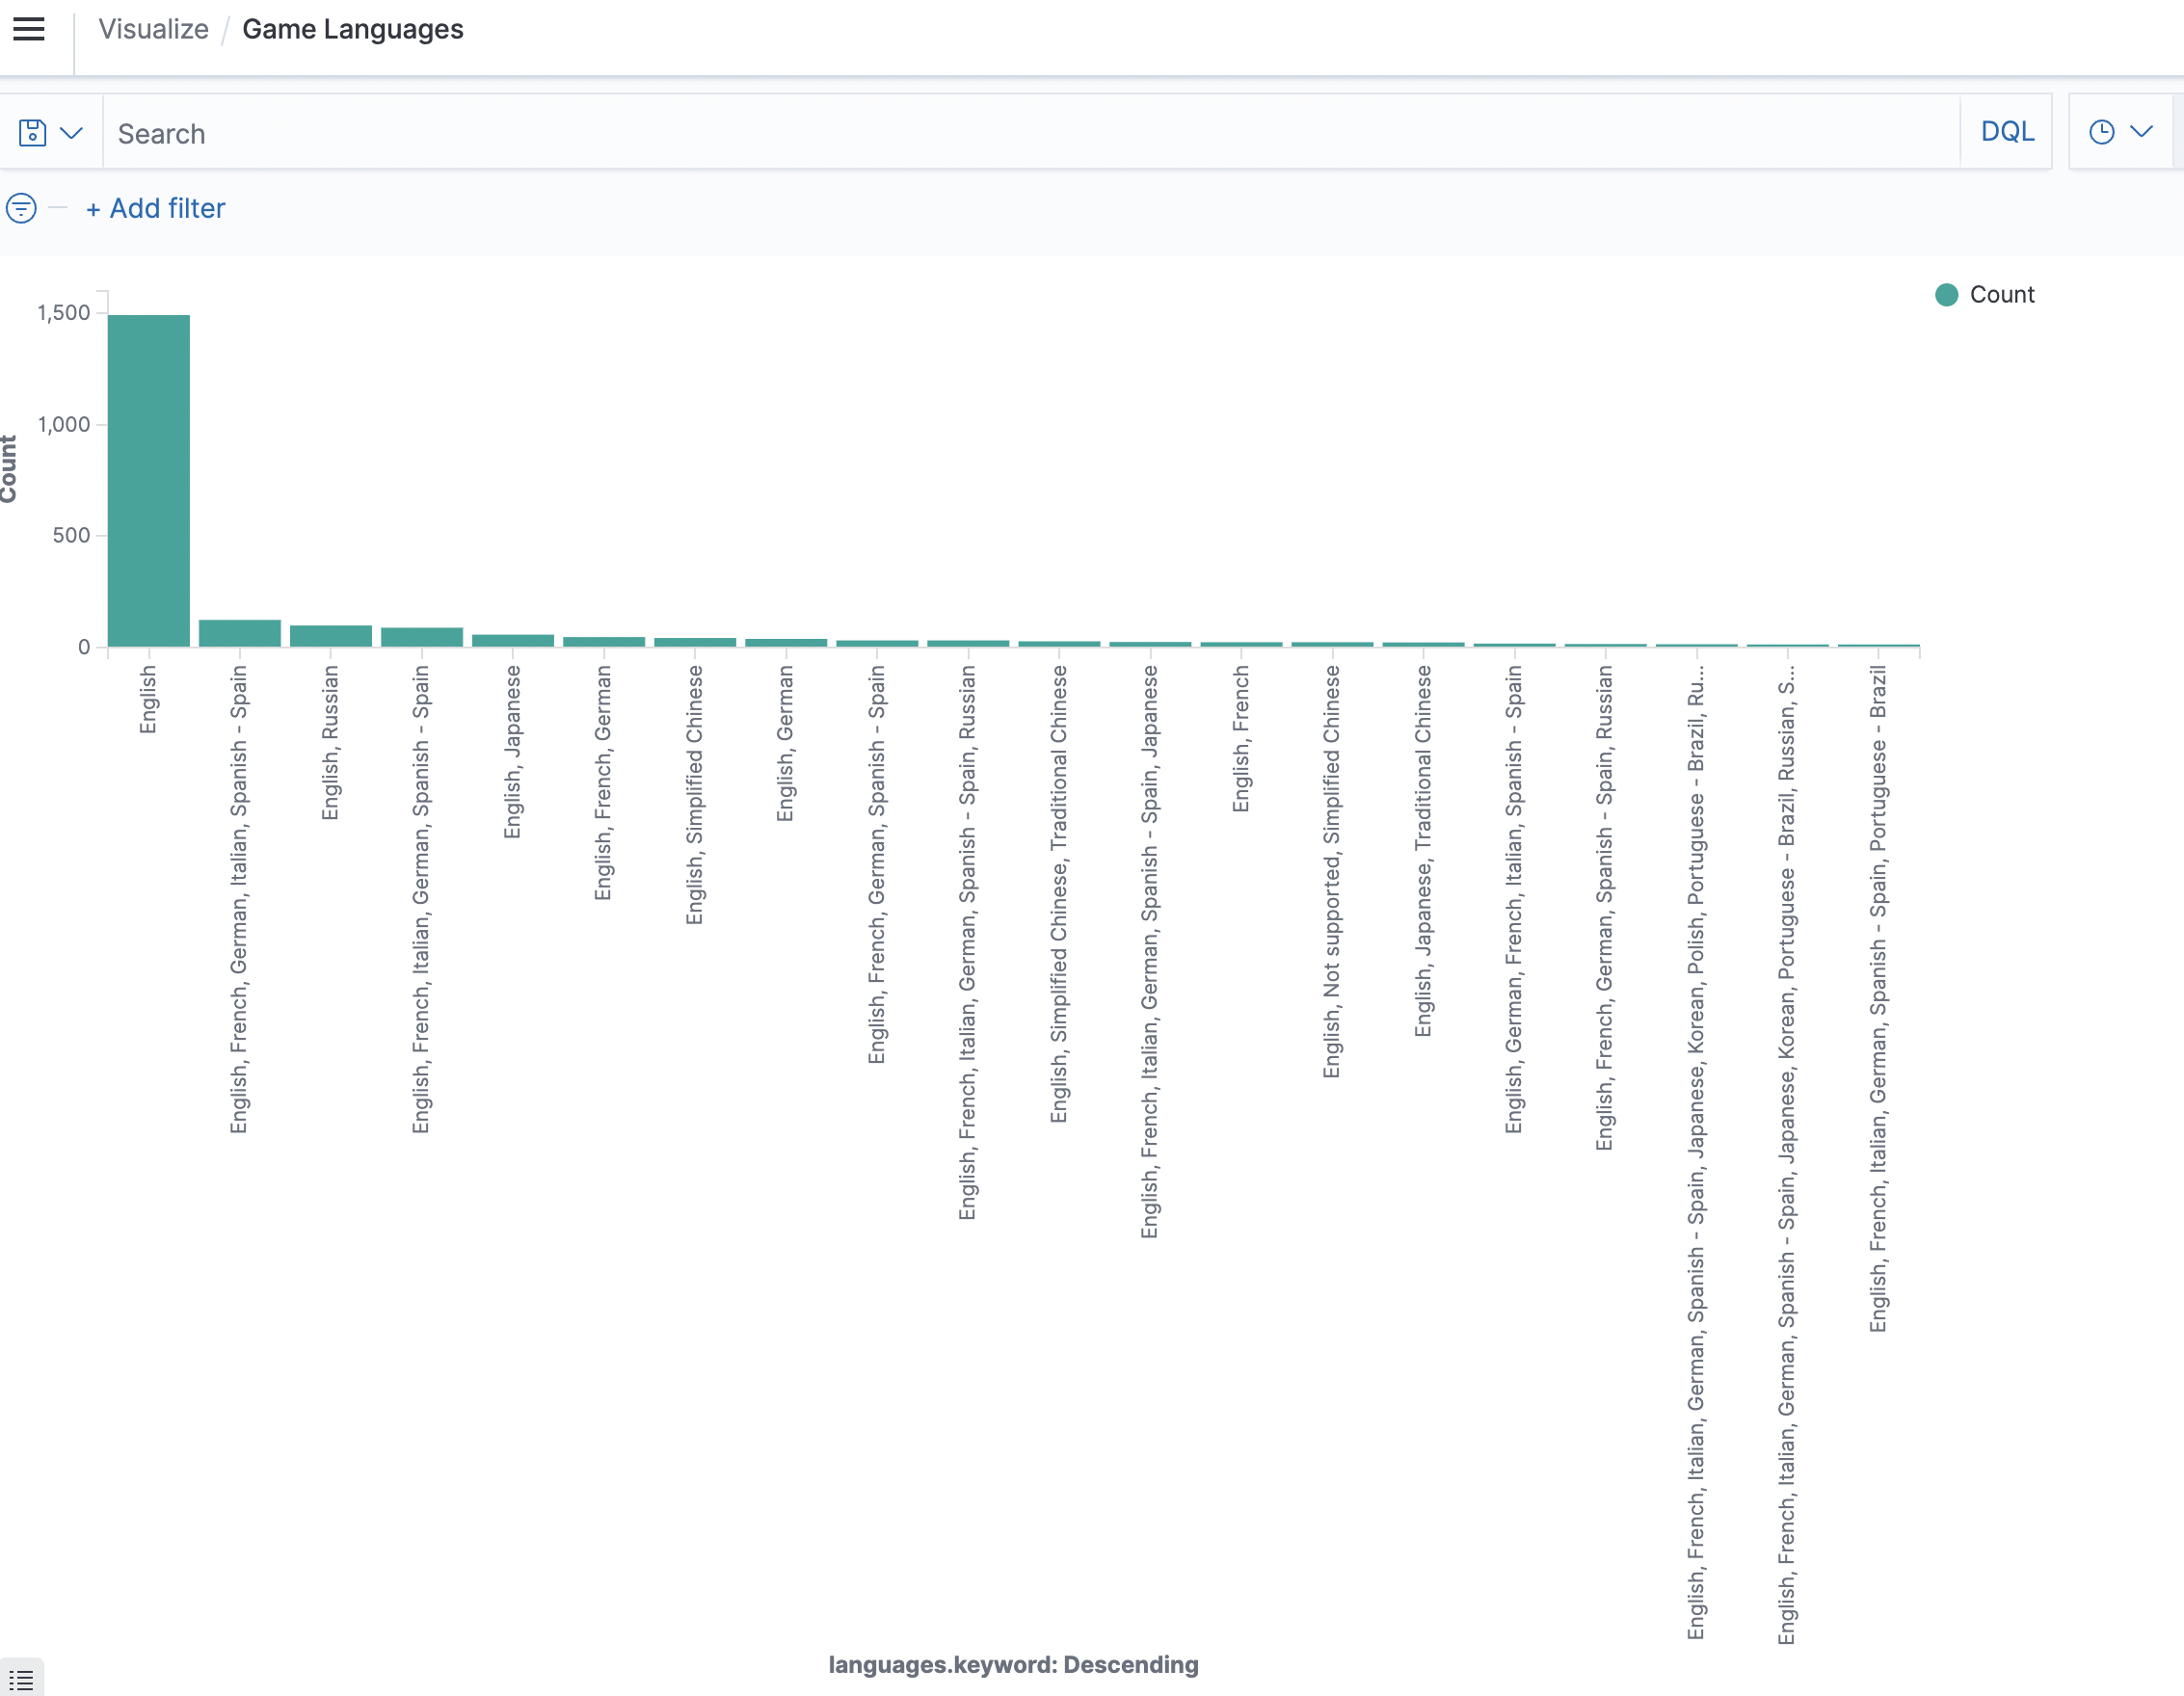 Visualize / Game Languages
Search
DQL
+ Add filter
Count
1,500
1,000
500
0
Count
English
English, French, German, Italian, Spanish - Spain
English, Russian
English, French, Italian, German, Spanish - Spain
English, Japanese
English, French, German
English, Simplified Chinese
English, German
English, French, German, Spanish - Spain
English, French, Italian, German, Spanish - Spain, Russian
English, Simplified Chinese, Traditional Chinese
English, French, Italian, German, Spanish - Spain, Japanese
English, French
English, Not supported, Simplified Chinese
English, Japanese, Traditional Chinese
English, German, French, Italian, Spanish - Spain
English, French, German, Spanish - Spain, Russian
English, French, Italian, German, Spanish - Spain, Japanese, Korean, Polish, Portuguese - Brazil, Ru...
English, French, Italian, German, Spanish - Spain, Japanese, Korean, Portuguese - Brazil, Russian, S...
English, French, Italian, German, Spanish - Spain, Portuguese - Brazil
languages.keyword: Descending